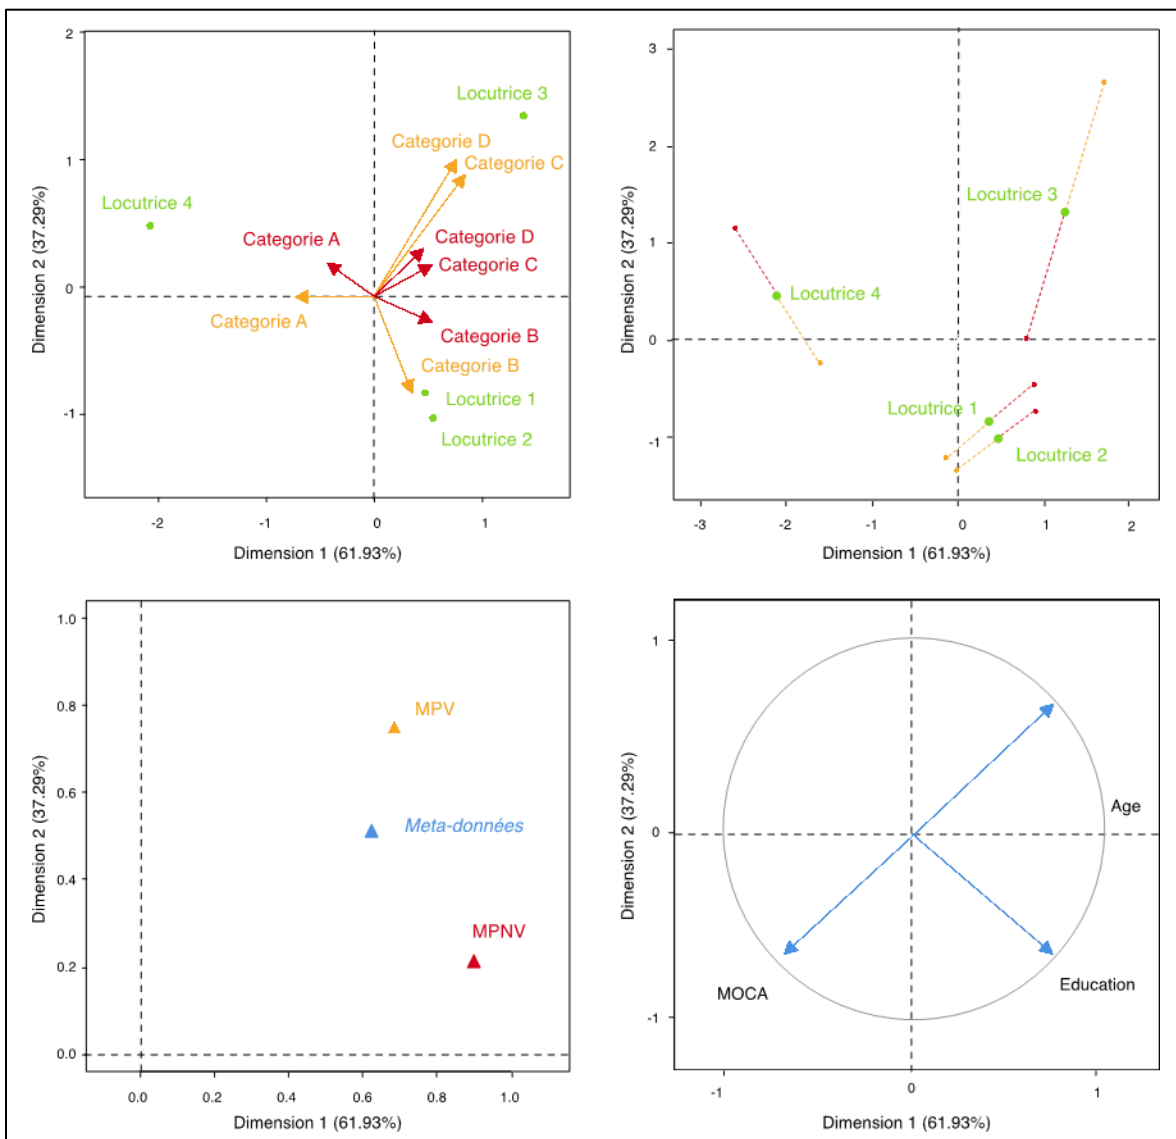 2
1
0
-1
-2
-1
0
1
Dimension 2 (37.29%)
Dimension 1 (61.93%)
Locutrice 3
Categorie D
Categorie C
Locutrice 4
Categorie A
Categorie D
Categorie C
Categorie A
Categorie B
Categorie B
Locutrice 1
Locutrice 2
3
2
1
0
-1
-3
-2
-1
0
1
2
Dimension 2 (37.29%)
Dimension 1 (61.93%)
Locutrice 3
Locutrice 4
Locutrice 1
Locutrice 2
1.0
0.8
0.6
0.4
0.2
0.0
0.0
0.2
0.4
0.6
0.8
1.0
Dimension 2 (37.29%)
Dimension 1 (61.93%)
MPV
Meta-données
MPNV
1
0
-1
-1
0
1
Dimension 2 (37.29%)
Dimension 1 (61.93%)
Age
Education
MOCA